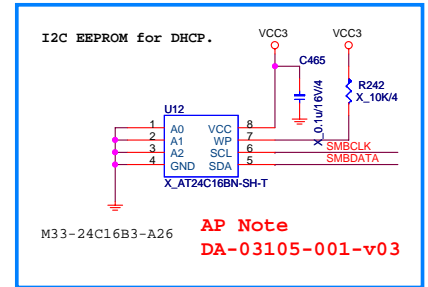 I2C EEPROM for DHCP.
VCC3 VCC3
C465
X_0.1u/16V/4
R242
X_10K/4
U12
1 A0 VCC 8
2 A1 WP 7
3 A2 SCL 6 SMBCLK
4 GND SDA 5 SMBDATA
X_AT24C16BN-SH-T
M33-24C16B3-A26
AP Note
DA-03105-001-v03